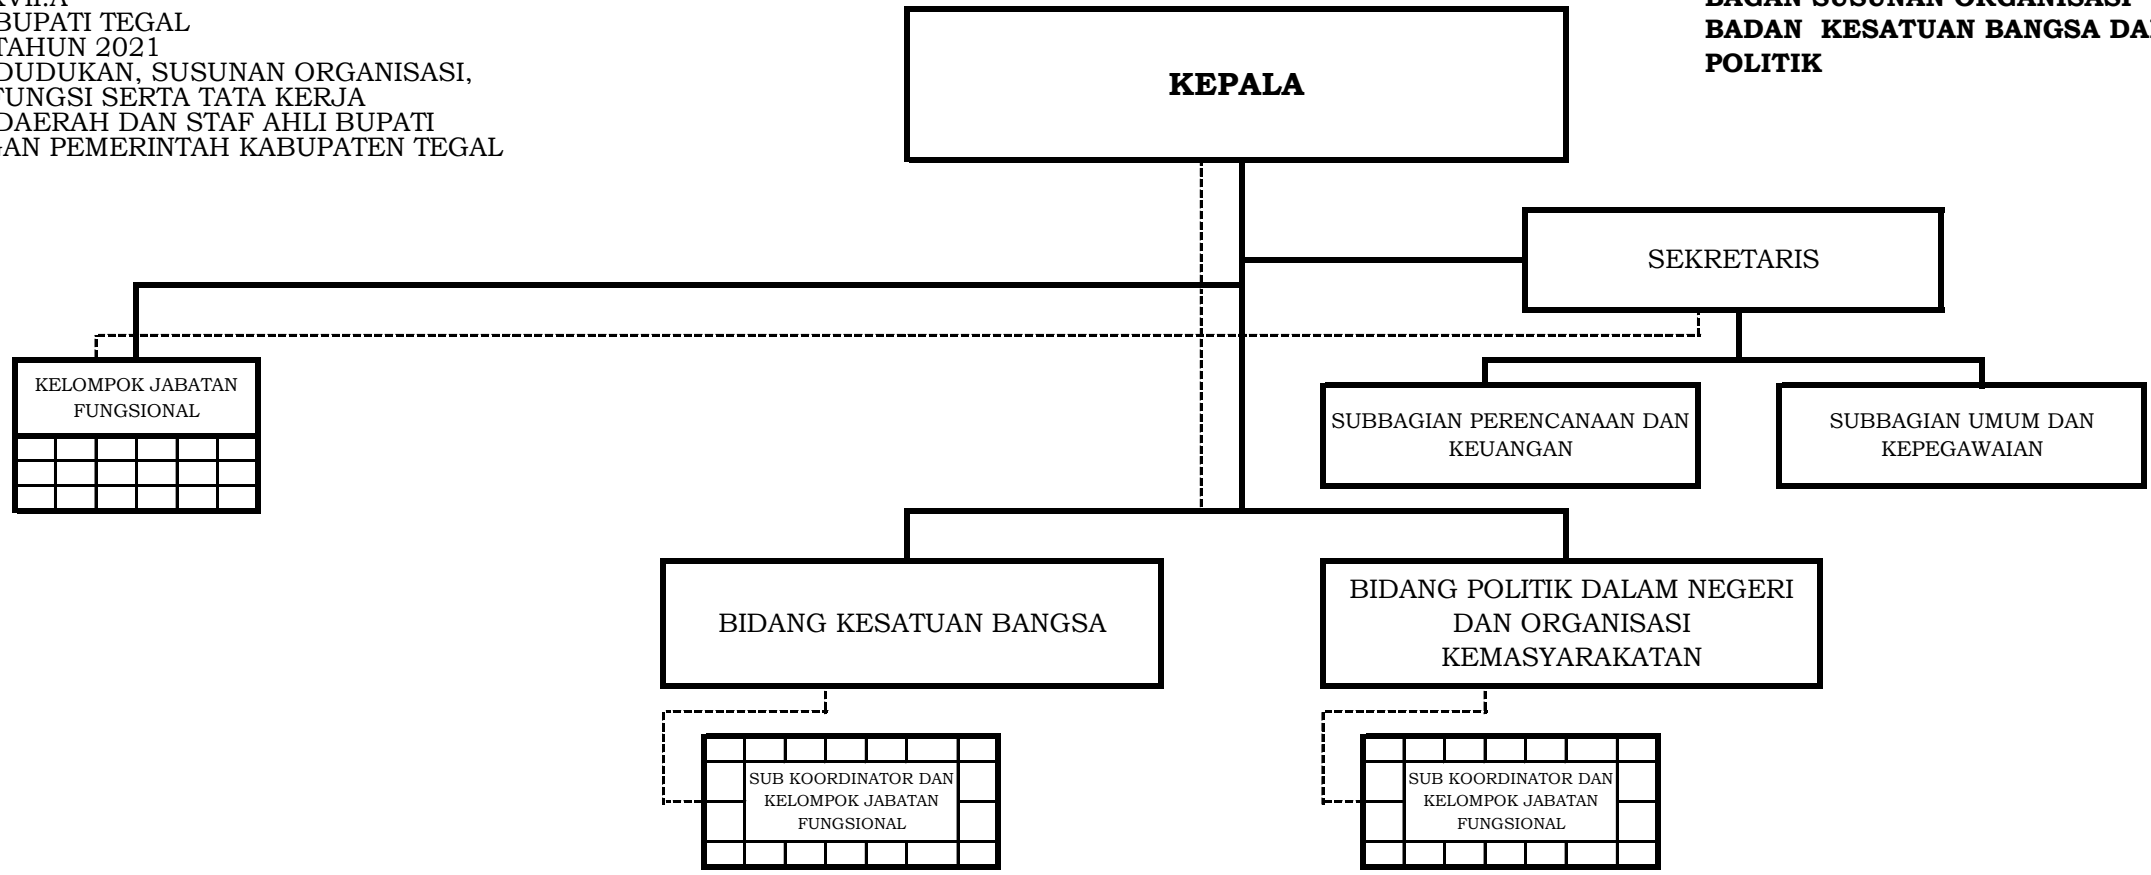 BUPATI TEGAL
TAHUN 2021
DUDUKAN, SUSUNAN ORGANISASI,
FUNGSI SERTA TATA KERJA
DAERAH DAN STAF AHLI BUPATI
GAN PEMERINTAH KABUPATEN TEGAL
BAGAN SUSUNAN ORGANISASI
BADAN KESATUAN BANGSA DAN
POLITIK
KEPALA
SEKRETARIS
KELOMPOK JABATAN
FUNGSIONAL
SUBBAGIAN PERENCANAAN DAN
KEUANGAN
SUBBAGIAN UMUM DAN
KEPEGAWAIAN
BIDANG KESATUAN BANGSA
BIDANG POLITIK DALAM NEGERI
DAN ORGANISASI
KEMASYARAKATAN
SUB KOORDINATOR DAN
KELOMPOK JABATAN
FUNGSIONAL
SUB KOORDINATOR DAN
KELOMPOK JABATAN
FUNGSIONAL